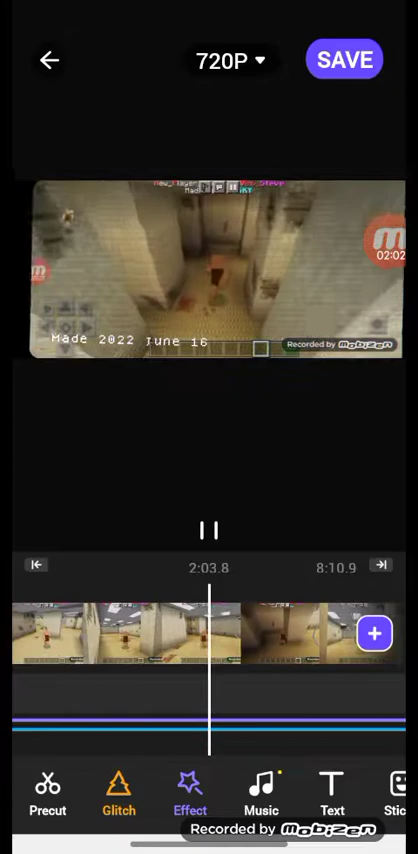 720P
SAVE
02:02
Made 2022 June 16
Recorded by mobizen
2:03.8
8:10.9
Precut
Glitch
Effect
Music
Text
Stic
Recorded by mobizen